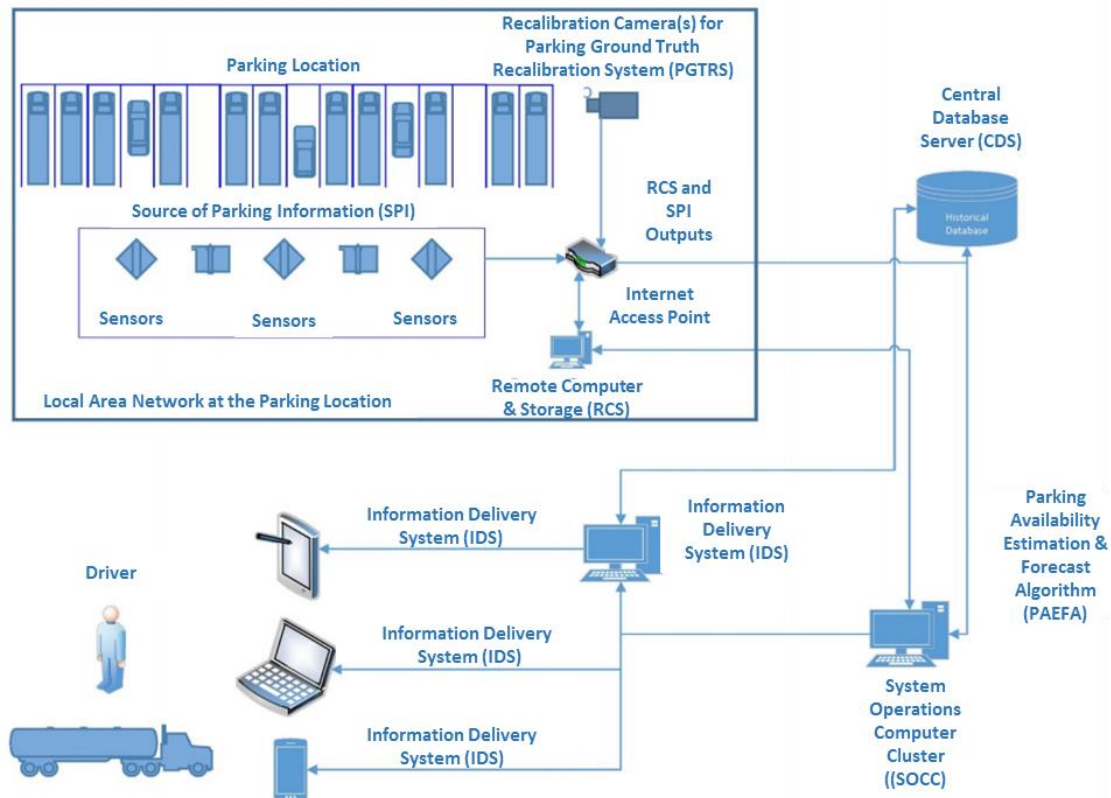 Recalibration Camera(s) for
Parking Ground Truth
Recalibration System (PGTRS)
Parking Location
Central
Database
Server (CDS)
Historical
Database
RCS and
SPI
Outputs
Source of Parking Information (SPI)
Sensors
Sensors
Sensors
Internet
Access Point
Remote Computer
& Storage (RCS)
Local Area Network at the Parking Location
Information Delivery
System (IDS)
Information
Delivery
System (IDS)
Parking
Availability
Estimation &
Forecast
Algorithm
(PAEFA)
Driver
Information Delivery
System (IDS)
System
Operations
Computer
Cluster
((SOCC)
Information Delivery
System (IDS)